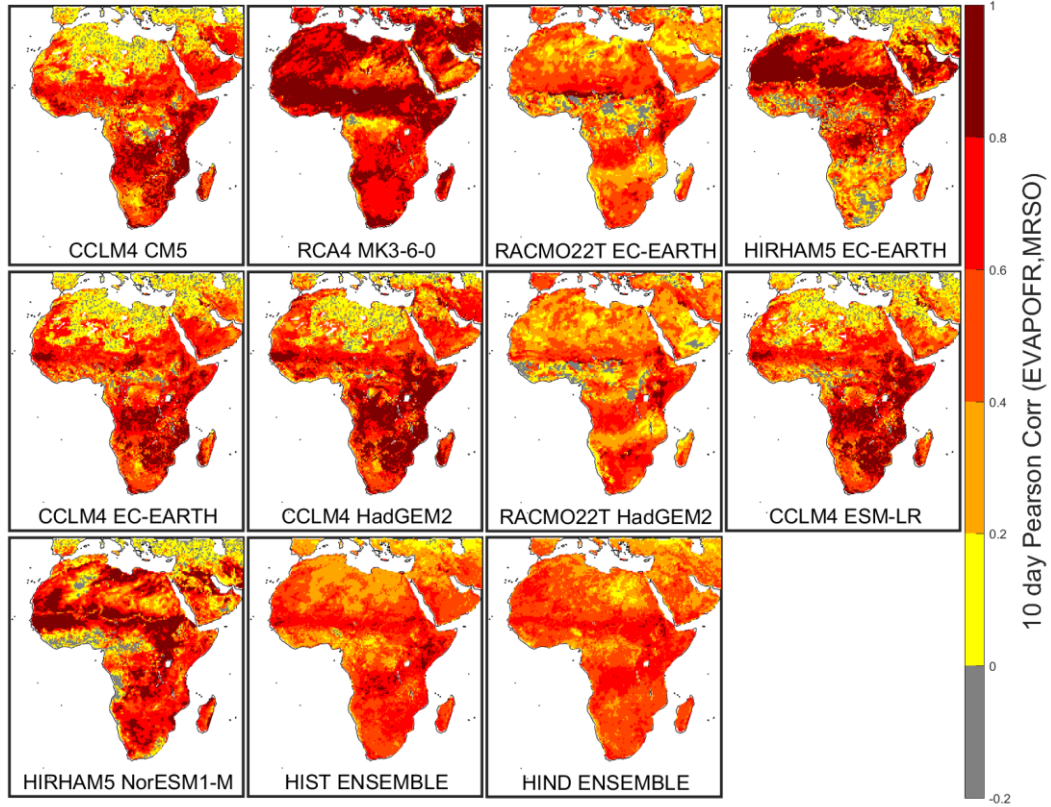 CCLM4 CM5
RCA4 MK3-6-0
RACMO22T EC-EARTH
HIRHAM5 EC-EARTH
CCLM4 EC-EARTH
CCLM4 HadGEM2
RACMO22T HadGEM2
CCLM4 ESM-LR
HIRHAM5 NorESM1-M
HIST ENSEMBLE
HIND ENSEMBLE
1
0.8
0.6
0.4
0.2
0
-0.2
10 day Pearson Corr (EVAPOFR,MRSO)